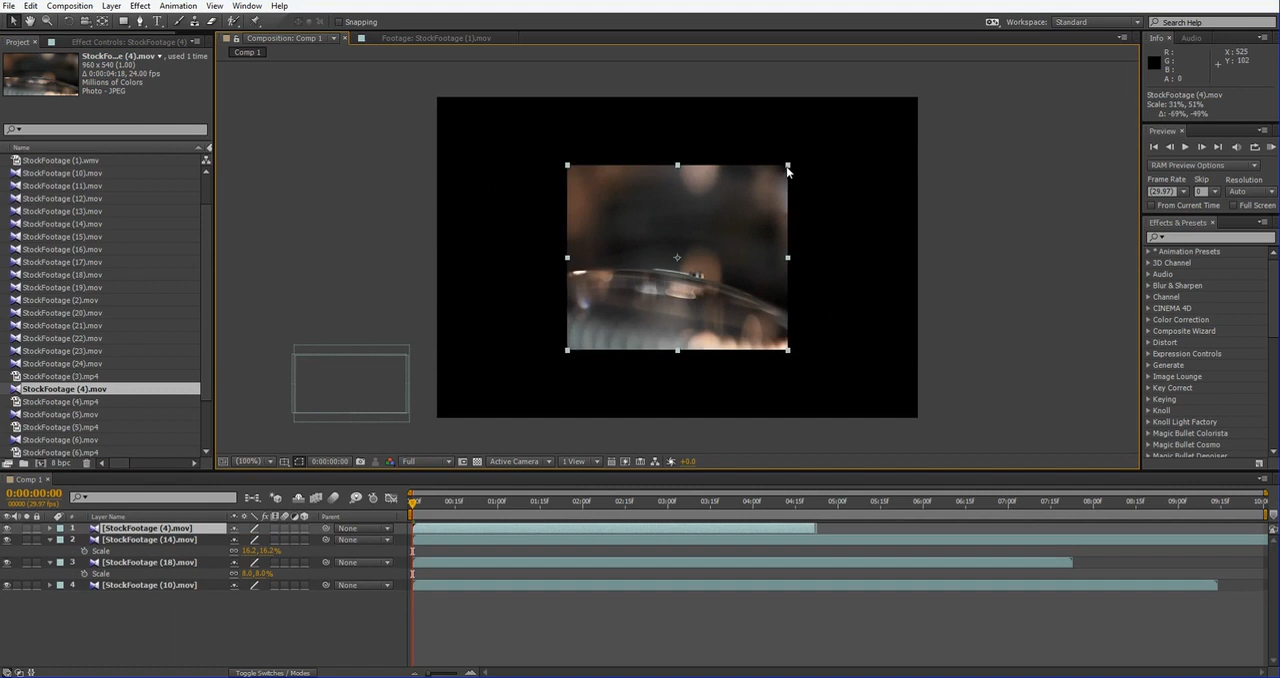 File Edit Composition Layer Effect Animation View Window Help
Snapping
Workspace: Standard
Search Help
Project × Effect Controls: StockFootage (4)
Composition: Comp 1
Footage: StockFootage (1).mov
Info × Audio
Comp 1
StockFo...e (4).mov ▼ , used 1 time
960 x 540 (1.00)
Δ 0:00:04:18, 24.00 fps
Millions of Colors
Photo - JPEG
R :
G :
B :
A : 0
X : 525
Y : 102
StockFootage (4).mov
Scale: 31%, 51%
Δ: -69%, -49%
Preview ×
RAM Preview Options
Frame Rate Skip Resolution
(29.97) 0 Auto
From Current Time Full Screen
Effects & Presets ×
Name
StockFootage (1).wmv
StockFootage (10).mov
StockFootage (11).mov
StockFootage (12).mov
StockFootage (13).mov
StockFootage (14).mov
StockFootage (15).mov
StockFootage (16).mov
StockFootage (17).mov
StockFootage (18).mov
StockFootage (19).mov
StockFootage (2).mov
StockFootage (20).mov
StockFootage (21).mov
StockFootage (22).mov
StockFootage (23).mov
StockFootage (24).mov
StockFootage (3).mp4
StockFootage (4).mov
StockFootage (4).mp4
StockFootage (5).mov
StockFootage (5).mp4
StockFootage (6).mov
StockFootage (6).mp4
8 bpc
* Animation Presets
3D Channel
Audio
Blur & Sharpen
Channel
CINEMA 4D
Color Correction
Composite Wizard
Distort
Expression Controls
Generate
Image Lounge
Key Correct
Keying
Knoll
Knoll Light Factory
Magic Bullet Colorista
Magic Bullet Cosmo
Magic Bullet Denoiser
(100%) 0:00:00:00 Full Active Camera 1 View +0.0
Comp 1 ×
0:00:00:00
00000 (29.97 fps)
00:15f 01:00f 01:15f 02:00f 02:15f 03:00f 03:15f 04:00f 04:15f 05:00f 05:15f 06:00f 06:15f 07:00f 07:15f 08:00f 08:15f 09:00f 09:15f
# Layer Name Parent
1 [StockFootage (4).mov] None
2 [StockFootage (14).mov] None
Scale 16.2,16.2%
3 [StockFootage (18).mov] None
Scale 8.0,8.0%
4 [StockFootage (10).mov] None
Toggle Switches / Modes